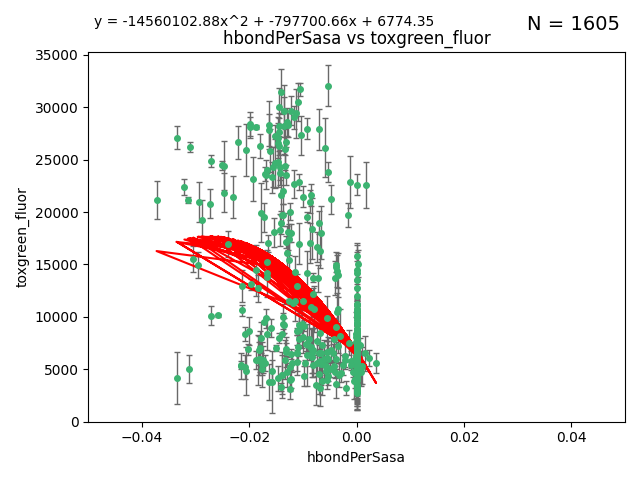 y = -14560102.88x^2 + -797700.66x + 6774.35
N = 1605
hbondPerSasa vs toxgreen_fluor
35000
30000
25000
20000
15000
10000
5000
0
toxgreen_fluor
−0.04
−0.02
0.00
0.02
0.04
hbondPerSasa